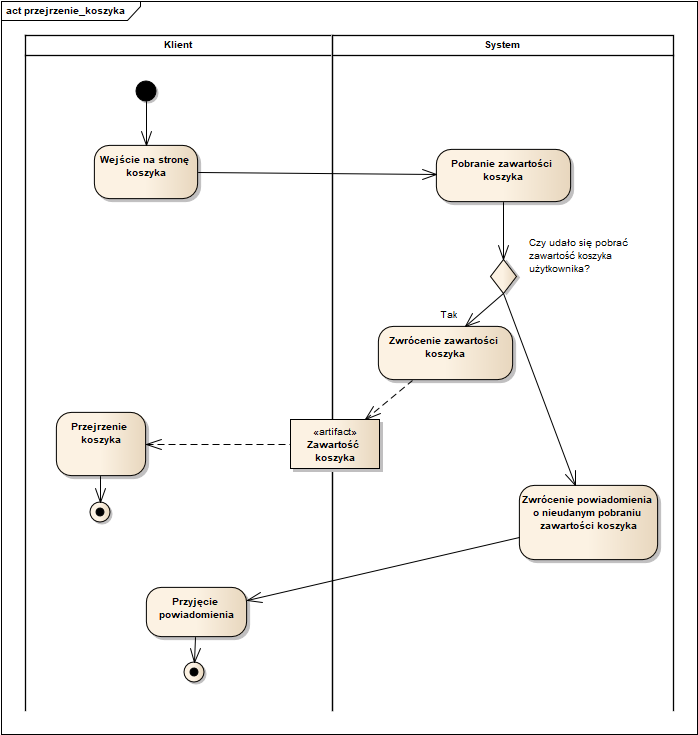 act przejrzenie_koszyka
Klient
System
Wejście na stronę
koszyka
Pobranie zawartości
koszyka
Czy udało się pobrać
zawartość koszyka
użytkownika?
Tak
Zwrócenie zawartości
koszyka
«artifact»
Zawartość
koszyka
Przejrzenie
koszyka
Zwrócenie powiadomienia
o nieudanym pobraniu
zawartości koszyka
Przyjęcie
powiadomienia